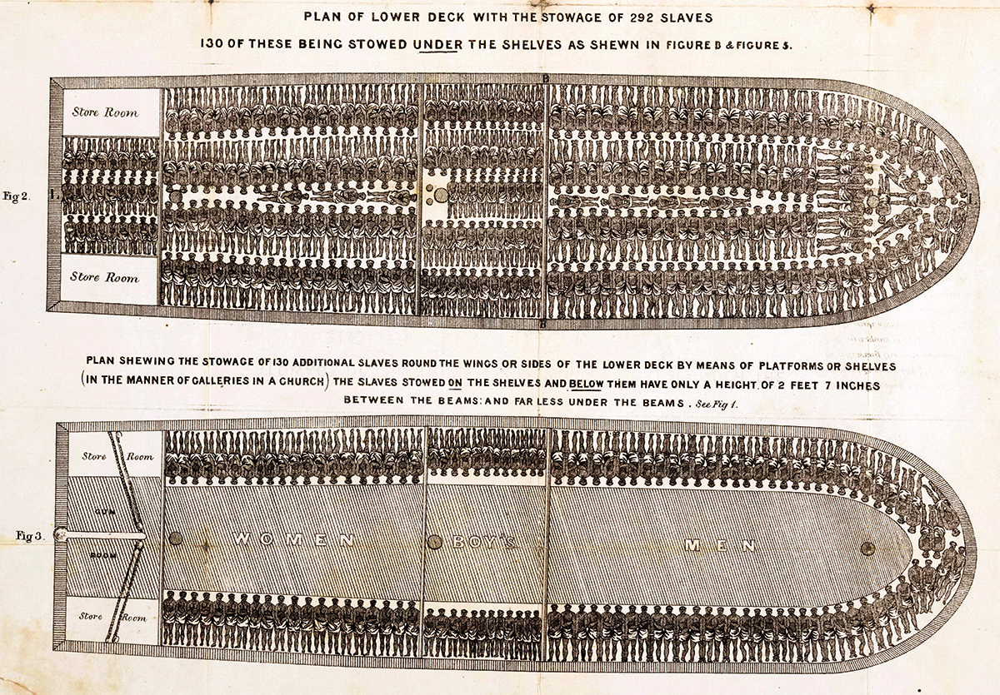 PLAN OF LOWER DECK WITH THE STOWAGE OF 292 SLAVES
130 OF THESE BEING STOWED UNDER THE SHELVES AS SHEWN IN FIGURE B & FIGURE 5.
B
Store Room
Fig 2.
I.
I
Store Room
B
PLAN SHEWING THE STOWAGE OF 130 ADDITIONAL SLAVES ROUND THE WINGS OR SIDES OF THE LOWER DECK BY MEANS OF PLATFORMS OR SHELVES
(IN THE MANNER OF GALLERIES IN A CHURCH) THE SLAVES STOWED ON THE SHELVES AND BELOW THEM HAVE ONLY A HEIGHT OF 2 FEET 7 INCHES
BETWEEN THE BEAMS: AND FAR LESS UNDER THE BEAMS. See Fig 1.
Store Room
GUN
Fig 3.
WOMEN
BOY'S
MEN
ROOM
Store Room